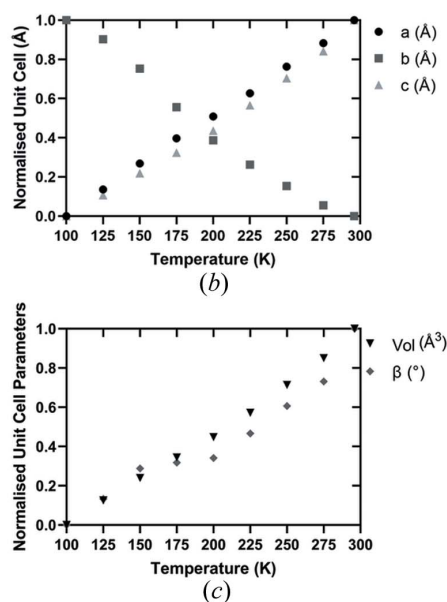 Normalised Unit Cell (Å)
1.0
0.8
0.6
0.4
0.2
0.0
100 125 150 175 200 225 250 275 300
Temperature (K)
a (Å)
b (Å)
c (Å)
(b)
Normalised Unit Cell Parameters
1.0
0.8
0.6
0.4
0.2
0.0
100 125 150 175 200 225 250 275 300
Temperature (K)
Vol (Å³)
β (°)
(c)